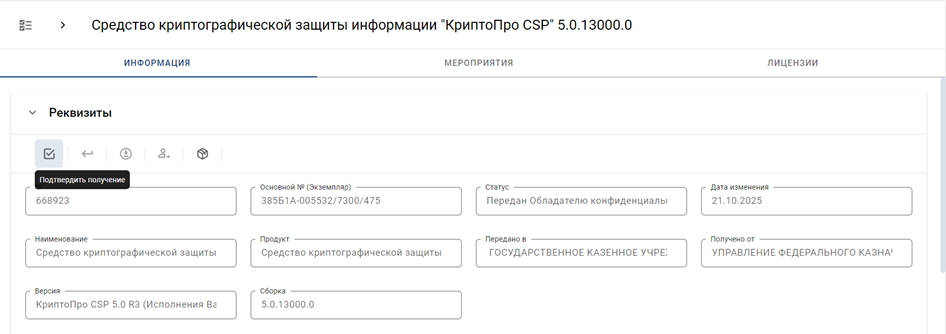 Средство криптографической защиты информации "КриптоПро CSP" 5.0.13000.0
ИНФОРМАЦИЯ МЕРОПРИЯТИЯ ЛИЦЕНЗИИ
Реквизиты
Подтвердить получение
Основной № (Экземпляр) Статус Дата изменения
668923 385Б1А-005532/7300/475 Передан Обладателю конфиденциалы 21.10.2025
Наименование Продукт Передано в Получено от
Средство криптографической защиты Средство криптографической защиты ГОСУДАРСТВЕННОЕ КАЗЕННОЕ УЧРЕ УПРАВЛЕНИЕ ФЕДЕРАЛЬНОГО КАЗНА
Версия Сборка
КриптоПро CSP 5.0 R3 (Исполнения Ba 5.0.13000.0